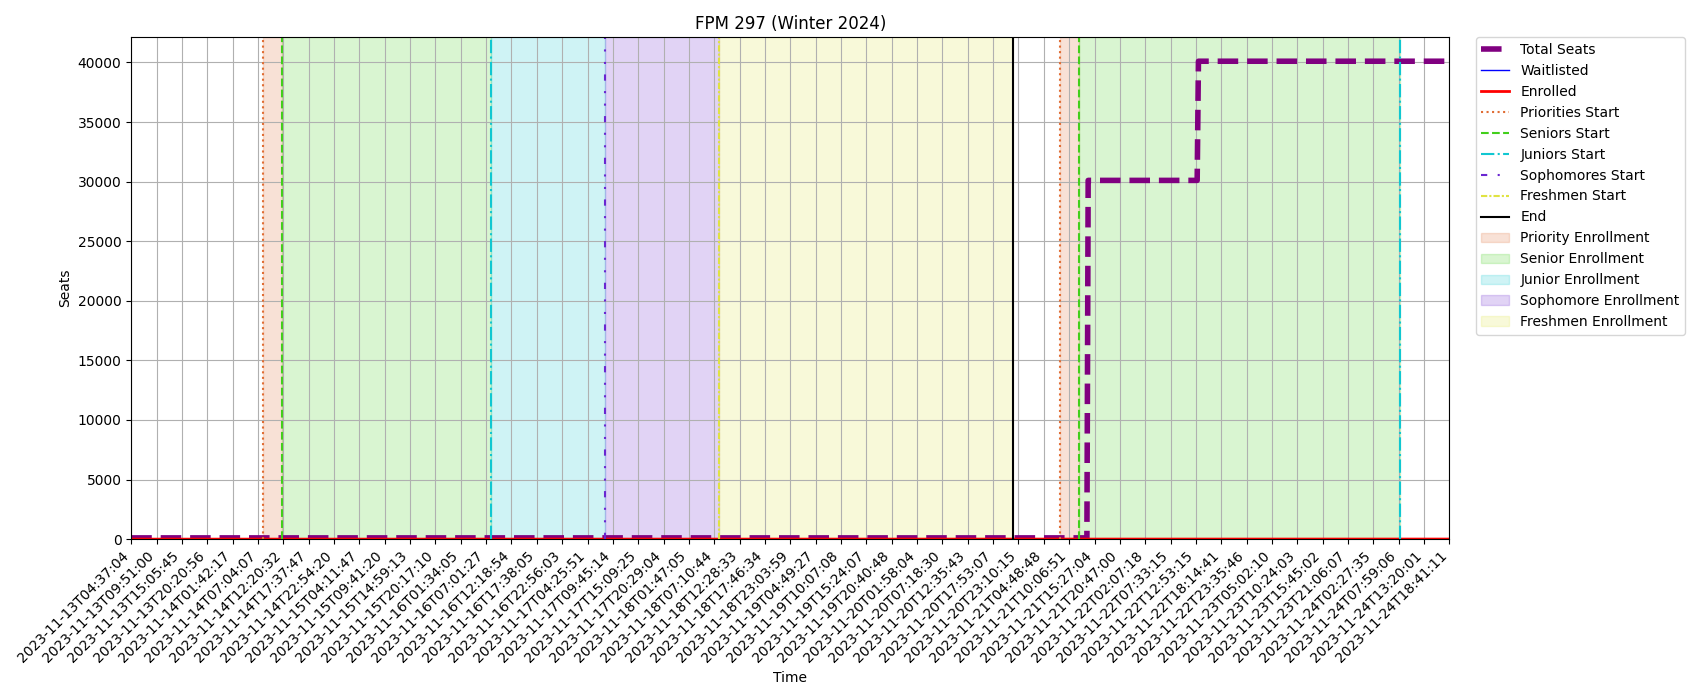 FPM 297 (Winter 2024)
Seats
40000
35000
30000
25000
20000
15000
10000
5000
0
2023-11-13T04:37:04
2023-11-13T09:51:00
2023-11-13T15:05:45
2023-11-13T20:20:56
2023-11-14T01:42:17
2023-11-14T07:04:07
2023-11-14T12:20:32
2023-11-14T17:37:47
2023-11-14T22:54:20
2023-11-15T04:11:47
2023-11-15T09:41:20
2023-11-15T14:59:13
2023-11-15T20:17:10
2023-11-16T01:34:05
2023-11-16T07:01:27
2023-11-16T12:18:54
2023-11-16T17:38:05
2023-11-16T22:56:03
2023-11-17T04:25:51
2023-11-17T09:45:14
2023-11-17T15:09:25
2023-11-17T20:29:04
2023-11-18T01:47:05
2023-11-18T07:10:44
2023-11-18T12:28:33
2023-11-18T17:46:34
2023-11-18T23:03:59
2023-11-19T04:49:27
2023-11-19T10:07:08
2023-11-19T15:24:07
2023-11-19T20:40:48
2023-11-20T01:58:04
2023-11-20T07:18:30
2023-11-20T12:35:43
2023-11-20T17:53:07
2023-11-20T23:10:15
2023-11-21T04:48:48
2023-11-21T10:06:51
2023-11-21T15:27:04
2023-11-21T20:47:00
2023-11-22T02:07:18
2023-11-22T07:33:15
2023-11-22T12:53:15
2023-11-22T18:14:41
2023-11-22T23:35:46
2023-11-23T05:02:10
2023-11-23T10:24:03
2023-11-23T15:45:02
2023-11-23T21:06:07
2023-11-24T02:27:35
2023-11-24T07:59:06
2023-11-24T13:20:01
2023-11-24T18:41:11
Time
Total Seats
Waitlisted
Enrolled
Priorities Start
Seniors Start
Juniors Start
Sophomores Start
Freshmen Start
End
Priority Enrollment
Senior Enrollment
Junior Enrollment
Sophomore Enrollment
Freshmen Enrollment